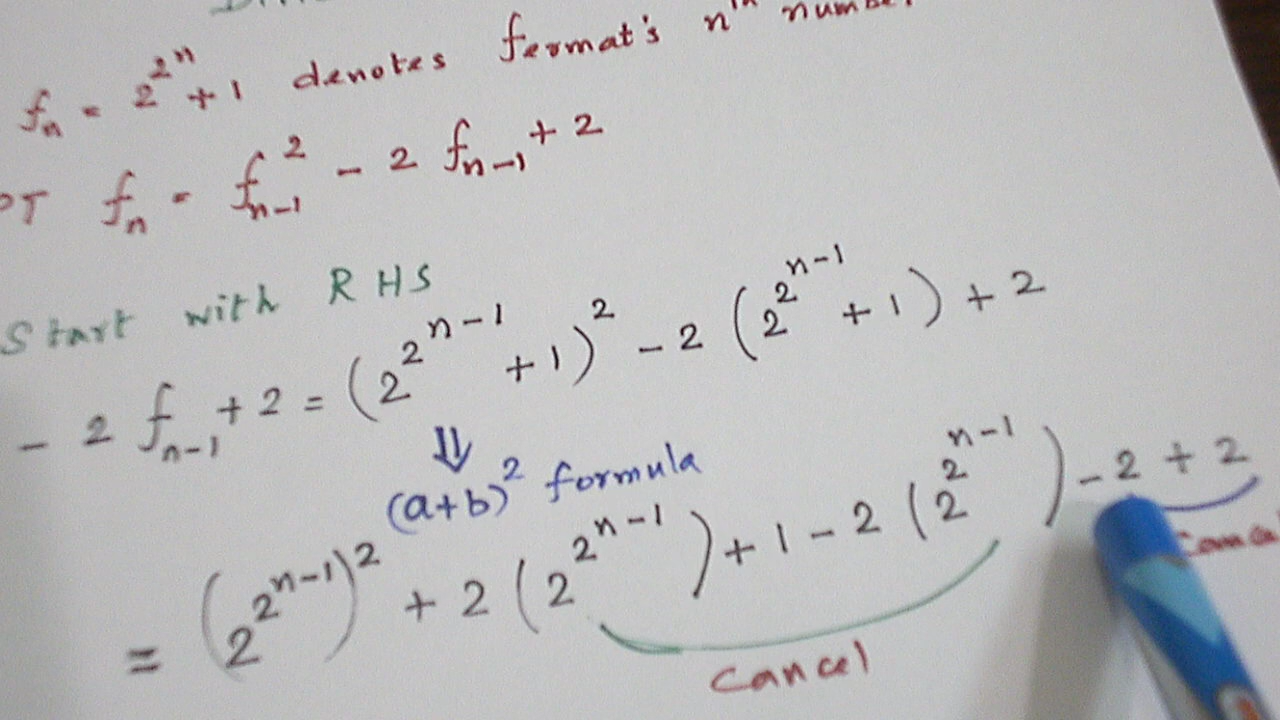 fₙ = 2^{2^n} + 1 denotes fermat's nᵗʰ number
PT fₙ = f²ₙ₋₁ - 2 fₙ₋₁ + 2
Start with RHS
- 2 fₙ₋₁ + 2 = (2^{2^{n-1}} + 1)² - 2 (2^{2^{n-1}} + 1) + 2
⇓
(a+b)² formula
= (2^{2^{n-1}})² + 2 (2^{2^{n-1}}) + 1 - 2 (2^{2^{n-1}}) - 2 + 2
cancel